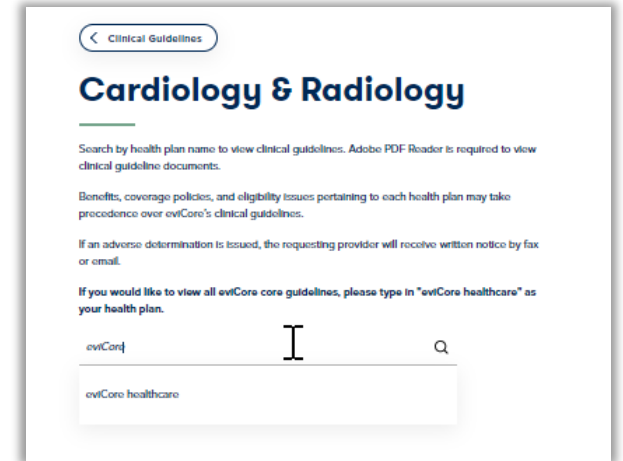 Clinical Guidelines
Cardiology & Radiology
Search by health plan name to view clinical guidelines. Adobe PDF Reader is required to view
clinical guideline documents.
Benefits, coverage policies, and eligibility issues pertaining to each health plan may take
precedence over eviCore's clinical guidelines.
If an adverse determination is issued, the requesting provider will receive written notice by fax
or email.
If you would like to view all eviCore core guidelines, please type in "eviCore healthcare" as
your health plan.
eviCore
eviCore healthcare